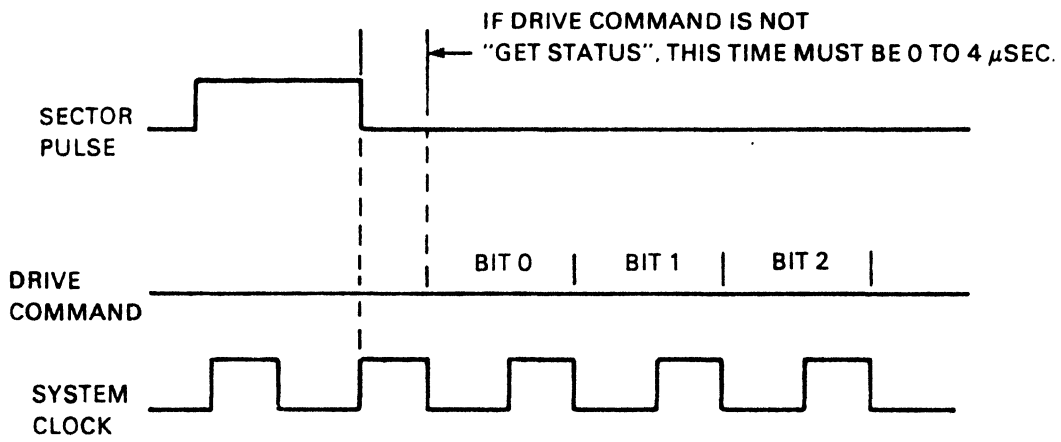 IF DRIVE COMMAND IS NOT
"GET STATUS", THIS TIME MUST BE 0 TO 4 µSEC.
SECTOR
PULSE
BIT 0
BIT 1
BIT 2
DRIVE
COMMAND
SYSTEM
CLOCK